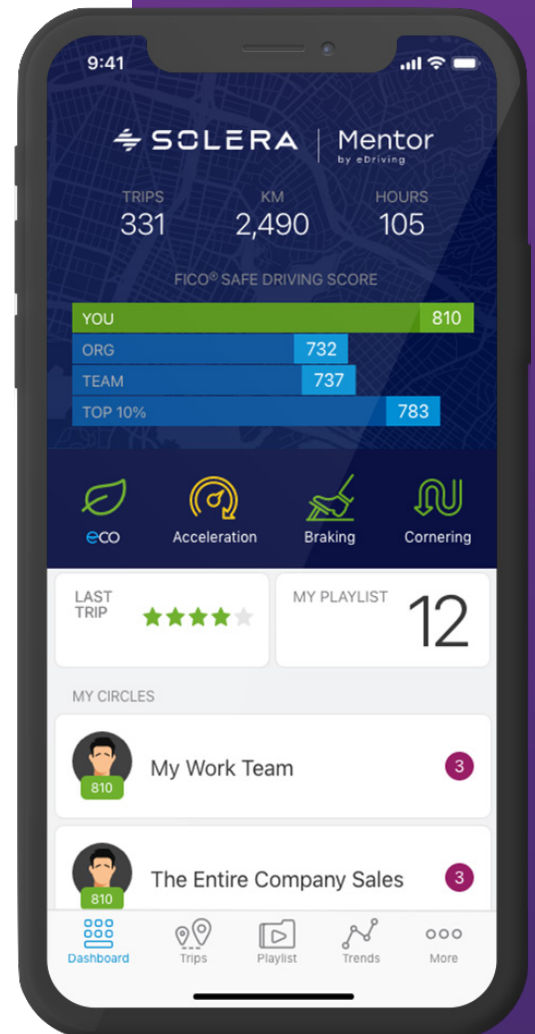 9:41
SOLERA Mentor
by eDriving
TRIPS KM HOURS
331 2,490 105
FICO® SAFE DRIVING SCORE
YOU 810
ORG 732
TEAM 737
TOP 10% 783
eco Acceleration Braking Cornering
LAST
TRIP
MY PLAYLIST 12
MY CIRCLES
My Work Team 3
810
The Entire Company Sales 3
810
Dashboard Trips Playlist Trends More